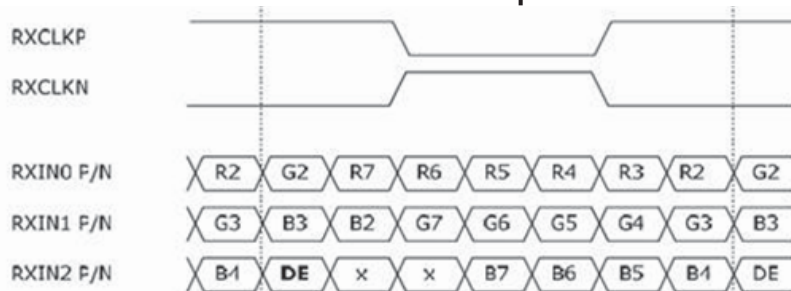 RXCLKP
RXCLKN
RXIN0 P/N R2 G2 R7 R6 R5 R4 R3 R2 G2
RXIN1 P/N G3 B3 B2 G7 G6 G5 G4 G3 B3
RXIN2 P/N B4 DE x x B7 B6 B5 B4 DE